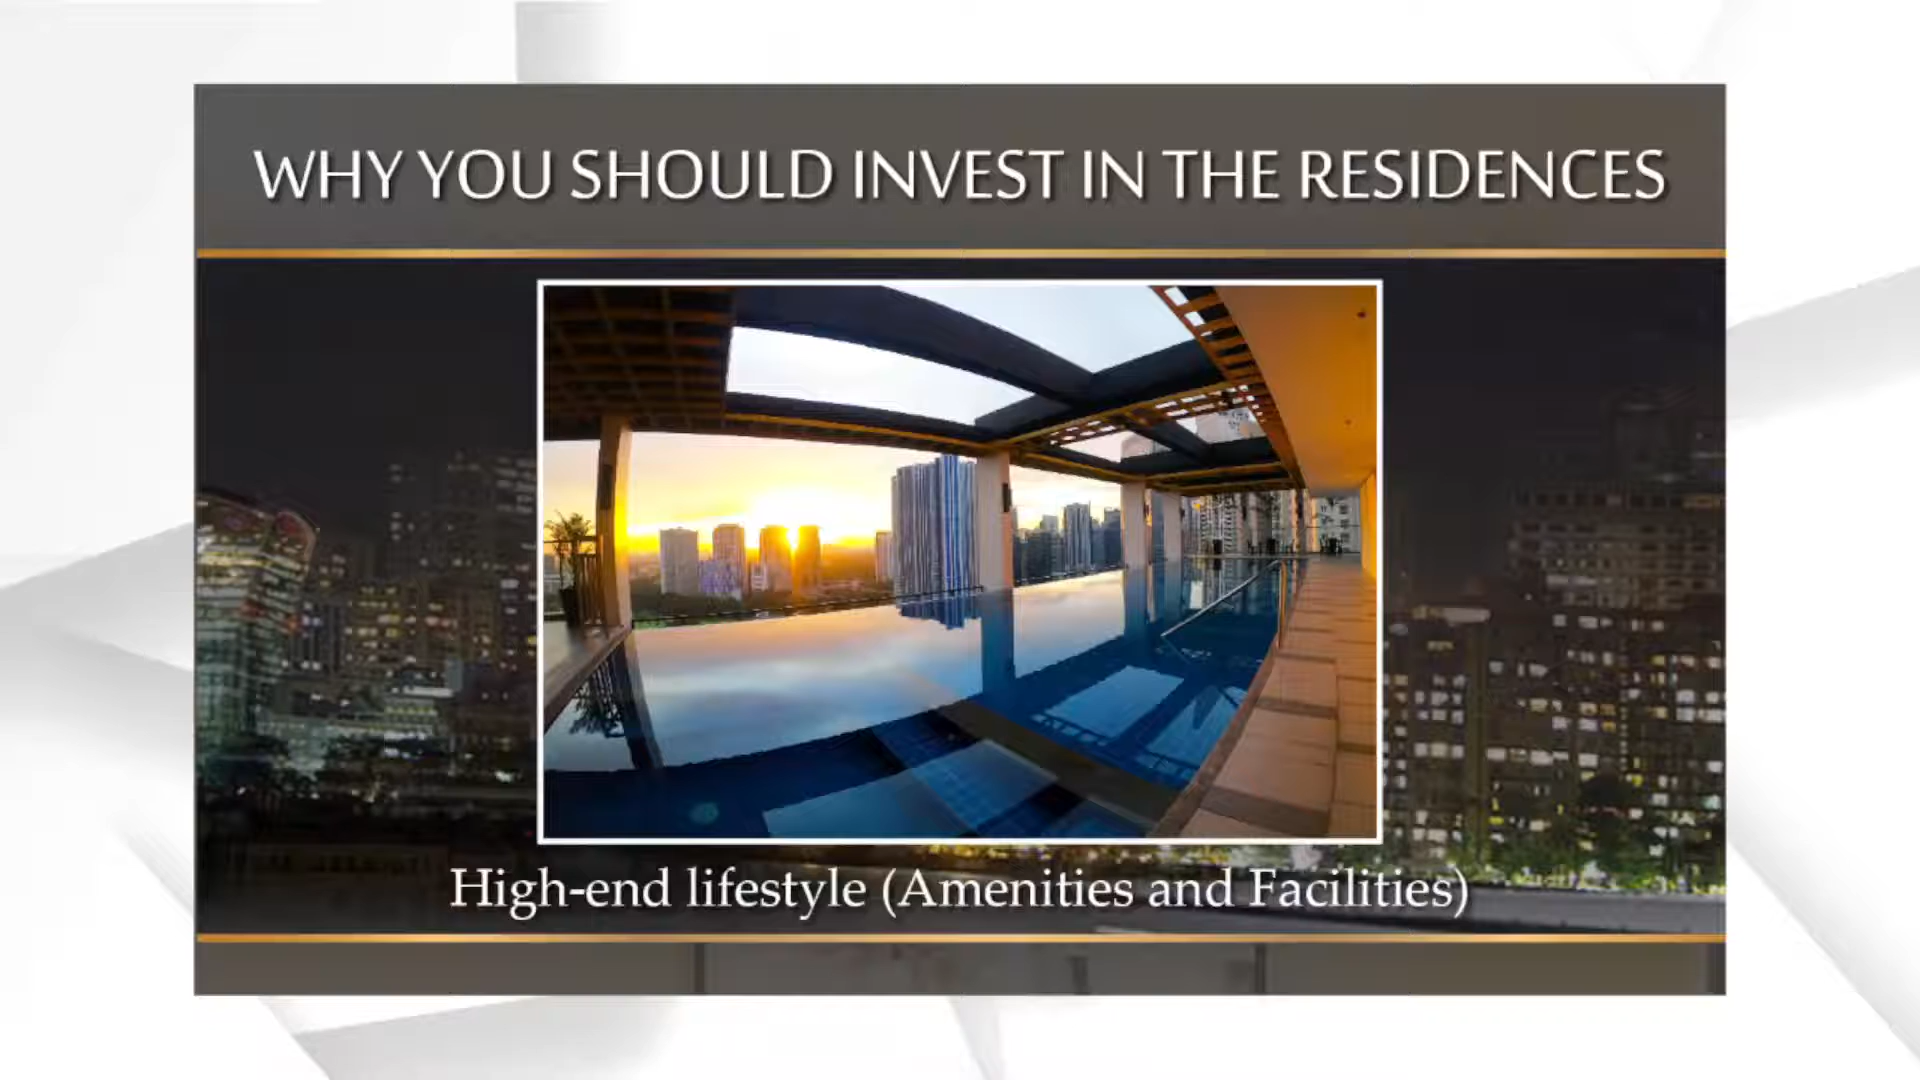 WHY YOU SHOULD INVEST IN THE RESIDENCES
High-end lifestyle (Amenities and Facilities)